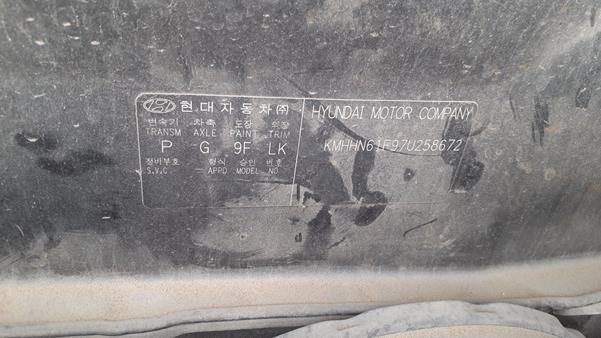 현대자동차(주)
변속기 차축 도장 의장
TRANSM AXLE PAINT TRIM
P G 9F LK
정비부호 형식 승인 번호
S.V.C APPD MODEL NO
HYUNDAI MOTOR COMPANY
KMHHN61F97U258672